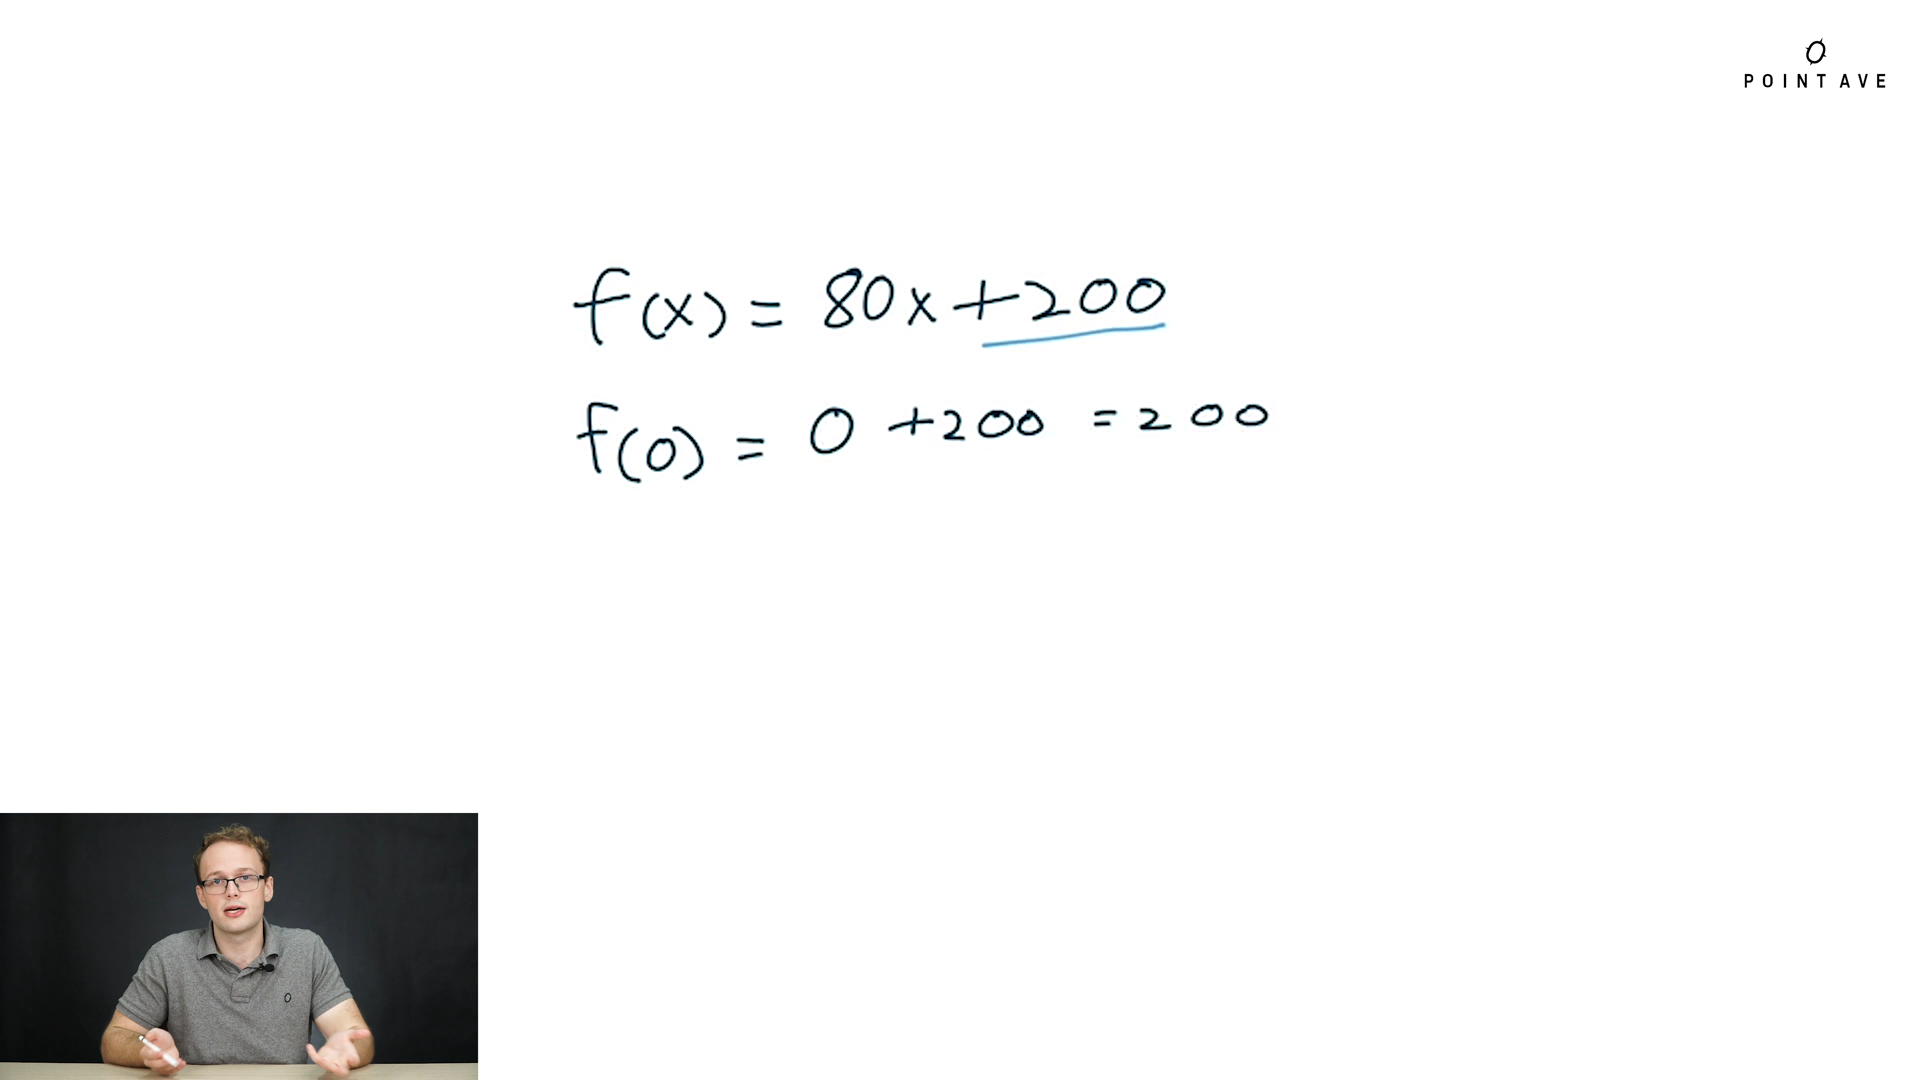 POINT AVE
f(x) = 80x+200
f(0) = 0 +200 = 200